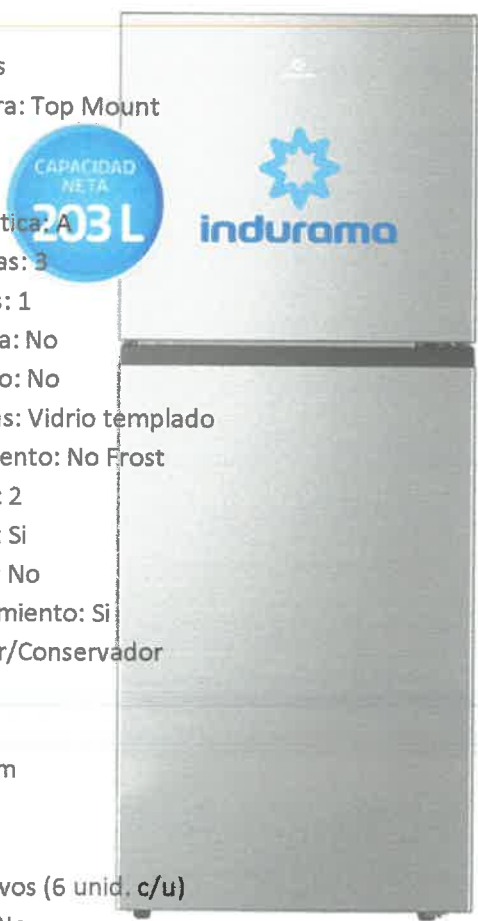 s
ra: Top Mount
CAPACIDAD
NETA
203 L
indurama
tica: A
as: 3
s: 1
a: No
o: No
as: Vidrio templado
ento: No Frost
: 2
: Si
: No
miento: Si
r/Conservador
m
vos (6 unid. c/u)